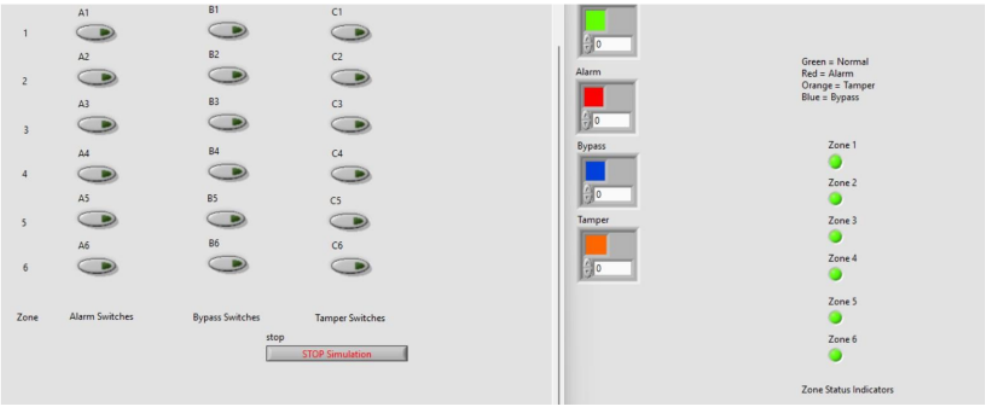 A1 B1 C1
1
A2 B2 C2
2
A3 B3 C3
3
A4 B4 C4
4
A5 B5 C5
5
A6 B6 C6
6
Zone Alarm Switches Bypass Switches Tamper Switches
stop
STOP Simulation
0
Alarm
0
Bypass
0
Tamper
0
Green = Normal
Red = Alarm
Orange = Tamper
Blue = Bypass
Zone 1
Zone 2
Zone 3
Zone 4
Zone 5
Zone 6
Zone Status Indicators